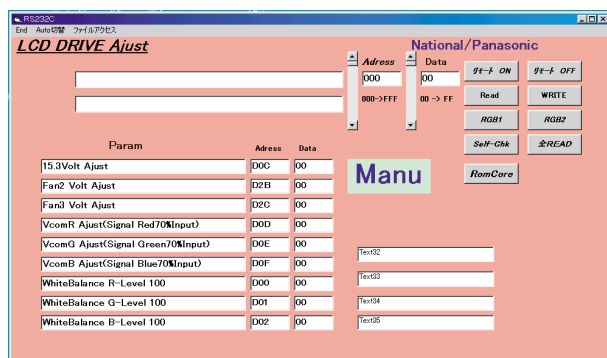 RS232C
End Auto切替 ファイルアクセス
LCD DRIVE Ajust
National/Panasonic
Adress Data
000 00
000->FFF 00 -> FF
ﾘモート ON ﾘモート OFF
Read WRITE
RGB1 RGB2
Self-Chk 全READ
RomCore
Manu
Param Adress Data
15.3Volt Ajust D0C 00
Fan2 Volt Ajust D2B 00
Fan3 Volt Ajust D2C 00
VcomR Ajust(Signal Red70%Input) D0D 00
VcomG Ajust(Signal Green70%Input) D0E 00
VcomB Ajust(Signal Blue70%Input) D0F 00
WhiteBalance R-Level 100 D00 00
WhiteBalance G-Level 100 D01 00
WhiteBalance B-Level 100 D02 00
Text32
Text33
Text34
Text35